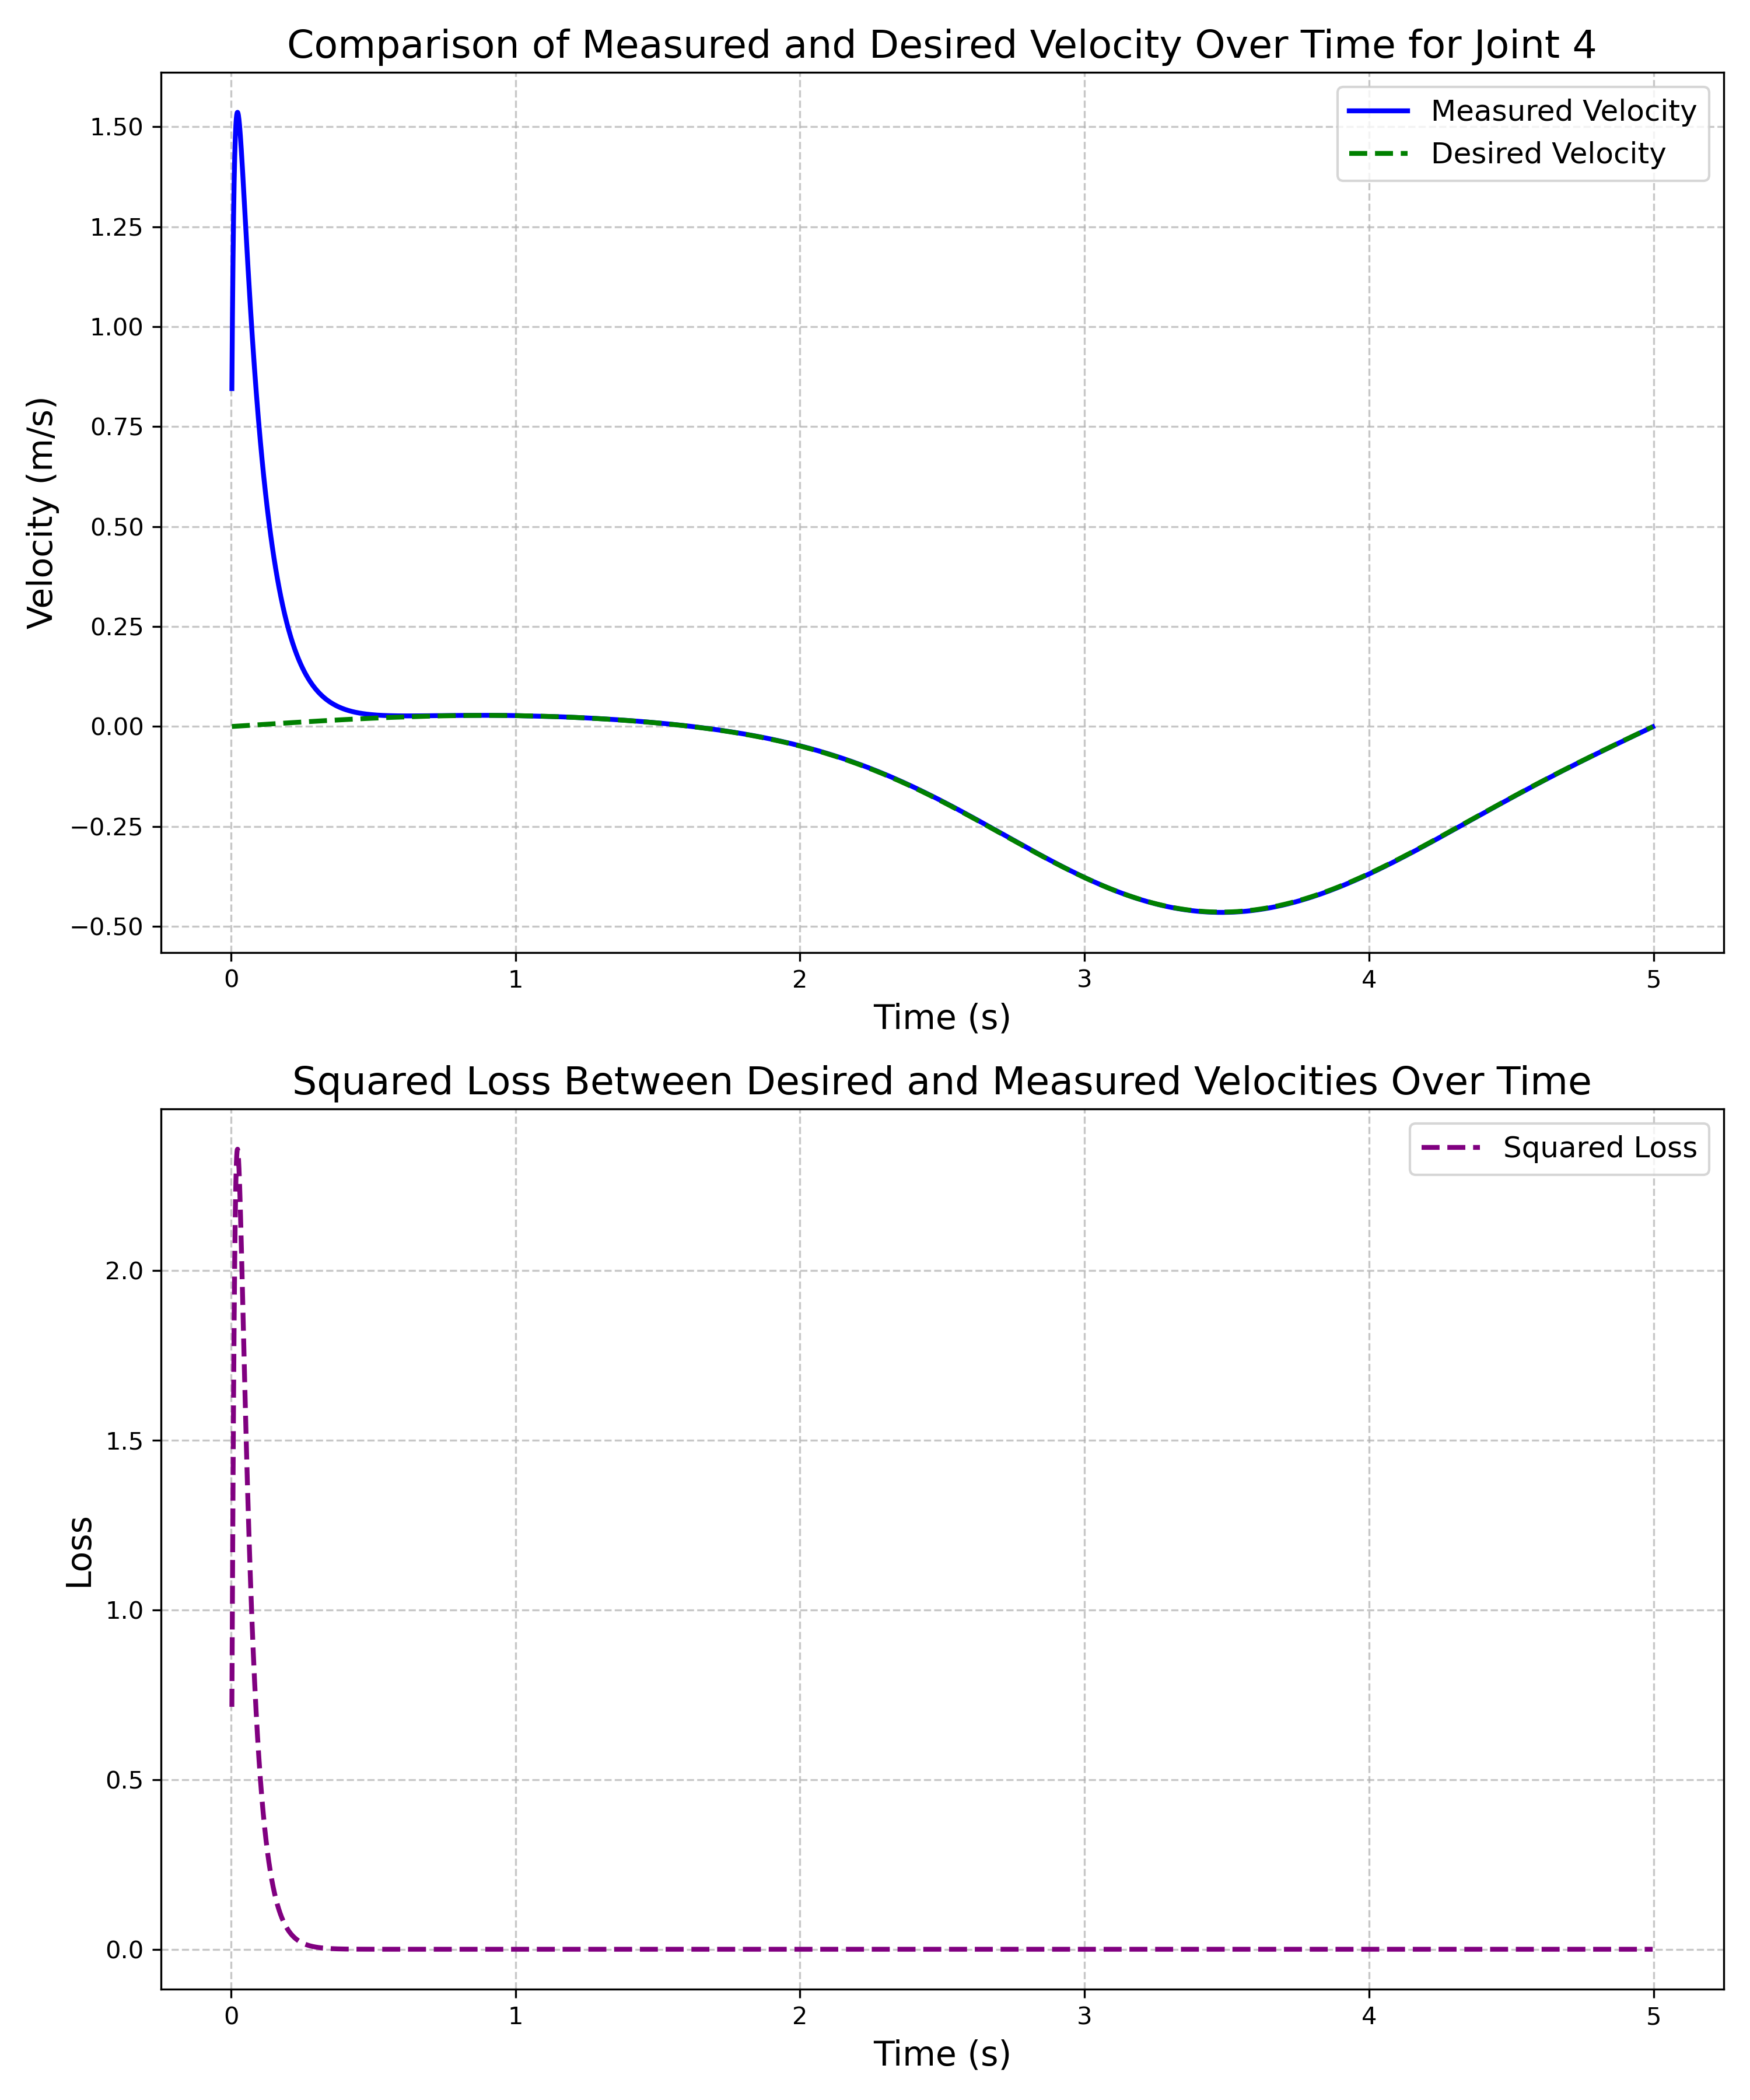 Comparison of Measured and Desired Velocity Over Time for Joint 4
Measured Velocity
Desired Velocity
1.50
1.25
1.00
0.75
0.50
0.25
0.00
−0.25
−0.50
Velocity (m/s)
0 1 2 3 4 5
Time (s)
Squared Loss Between Desired and Measured Velocities Over Time
Squared Loss
2.0
1.5
1.0
0.5
0.0
Loss
0 1 2 3 4 5
Time (s)